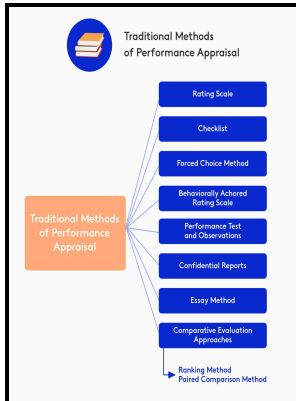 Traditional Methods
of Performance Appraisal
Rating Scale
Checklist
Forced Choice Method
Behaviorally Achored
Rating Scale
Traditional Methods
of Performance
Appraisal
Performance Test
and Observations
Confidential Reports
Essay Method
Comparative Evaluation
Approaches
Ranking Method
Paired Comparison Method